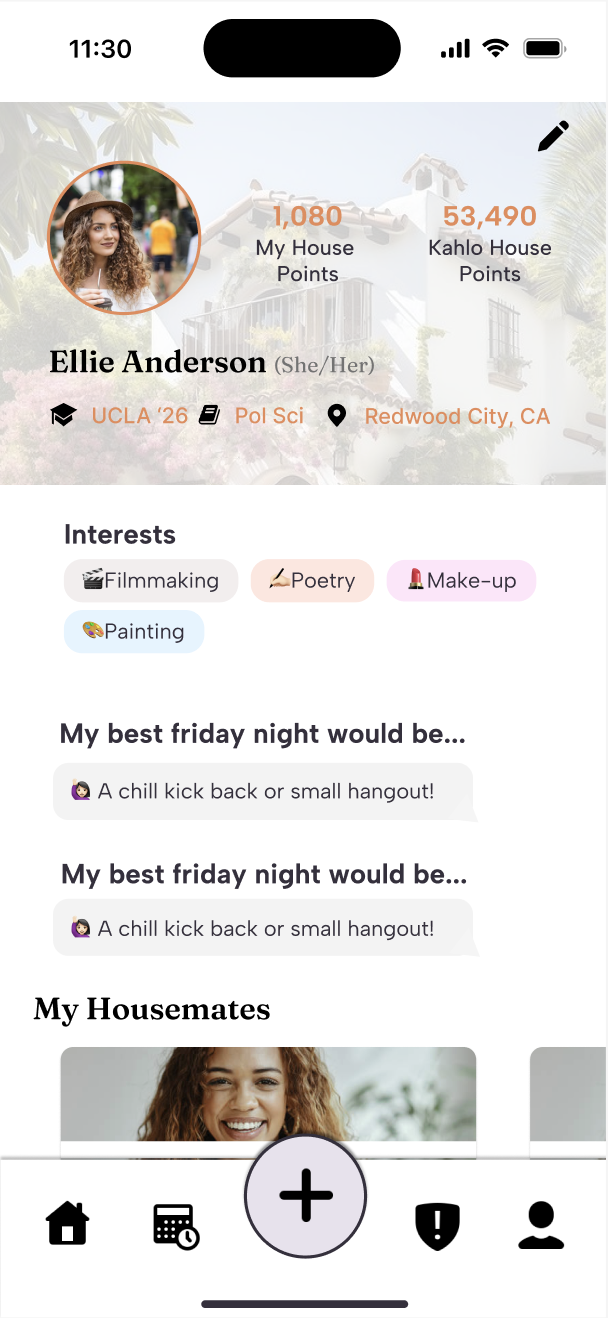 11:30
1,080
My House
Points
53,490
Kahlo House
Points
Ellie Anderson (She/Her)
UCLA ‘26 Pol Sci Redwood City, CA
Interests
Filmmaking Poetry Make-up
Painting
My best friday night would be...
A chill kick back or small hangout!
My best friday night would be...
A chill kick back or small hangout!
My Housemates